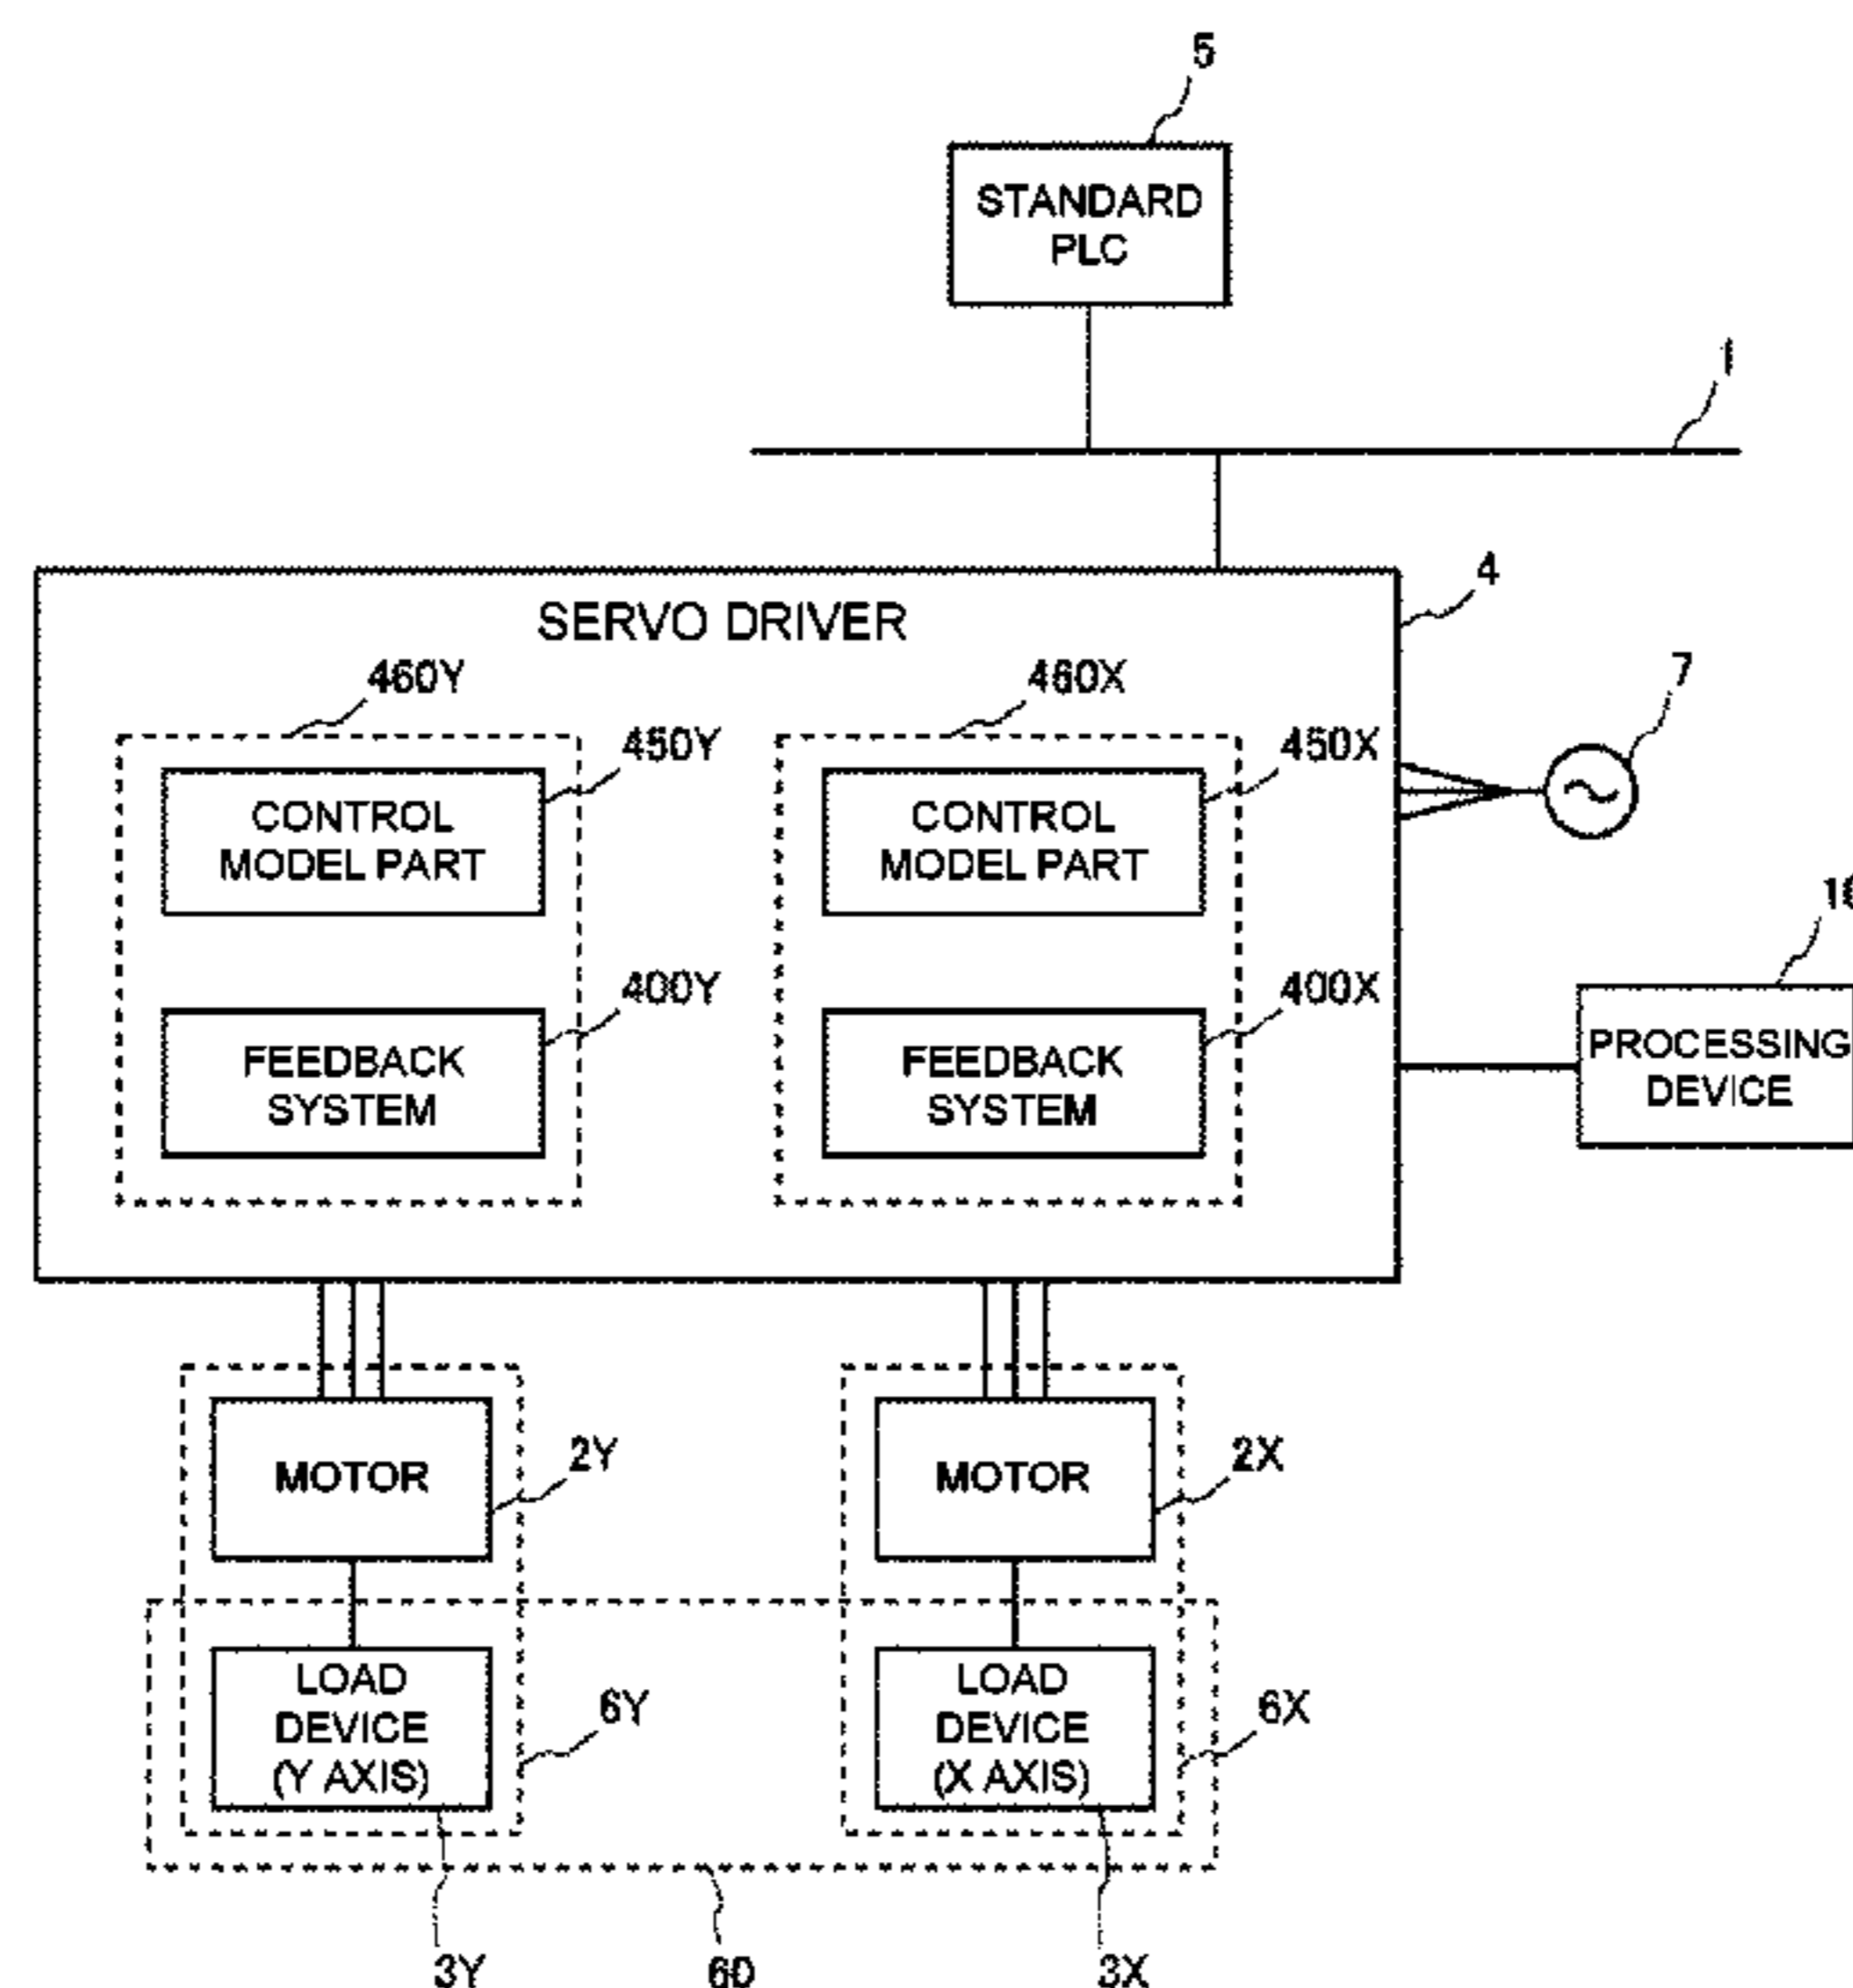 5
STANDARD
PLC
1
4
SERVO DRIVER
460Y
460X
450Y
450X
7
CONTROL
MODEL PART
CONTROL
MODEL PART
400Y
400X
FEEDBACK
SYSTEM
FEEDBACK
SYSTEM
PROCESSING
DEVICE
MOTOR
2Y
MOTOR
2X
LOAD
DEVICE
(Y AXIS)
6Y
LOAD
DEVICE
(X AXIS)
6X
3Y
60
3X